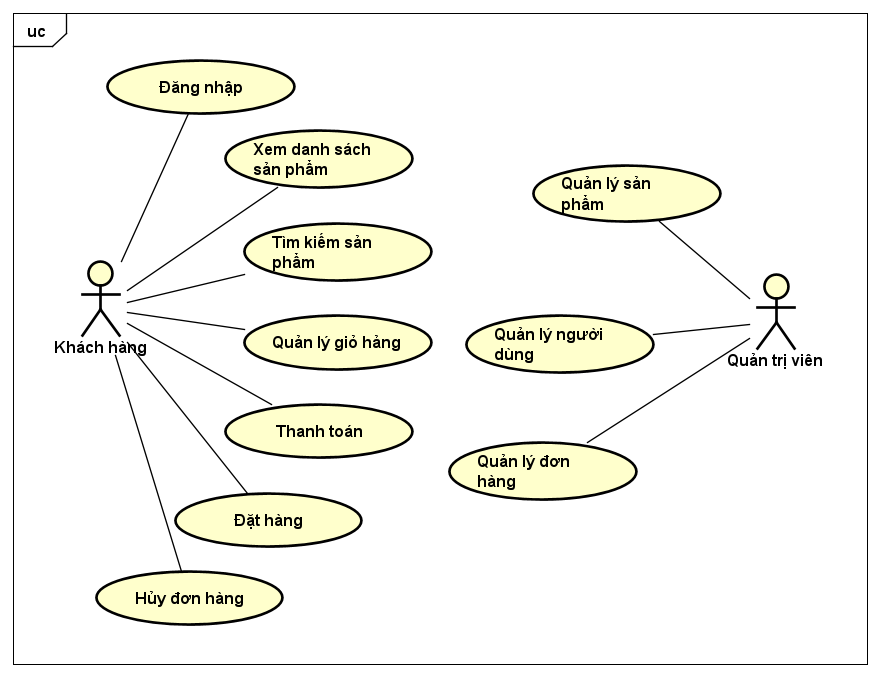 uc
Đăng nhập
Xem danh sách
sản phẩm
Tìm kiếm sản
phẩm
Quản lý giỏ hảng
Thanh toán
Đặt hàng
Hủy đơn hàng
Khách hàng
Quản lý sản
phẩm
Quản lý người
dùng
Quản lý đơn
hàng
Quản trị viên